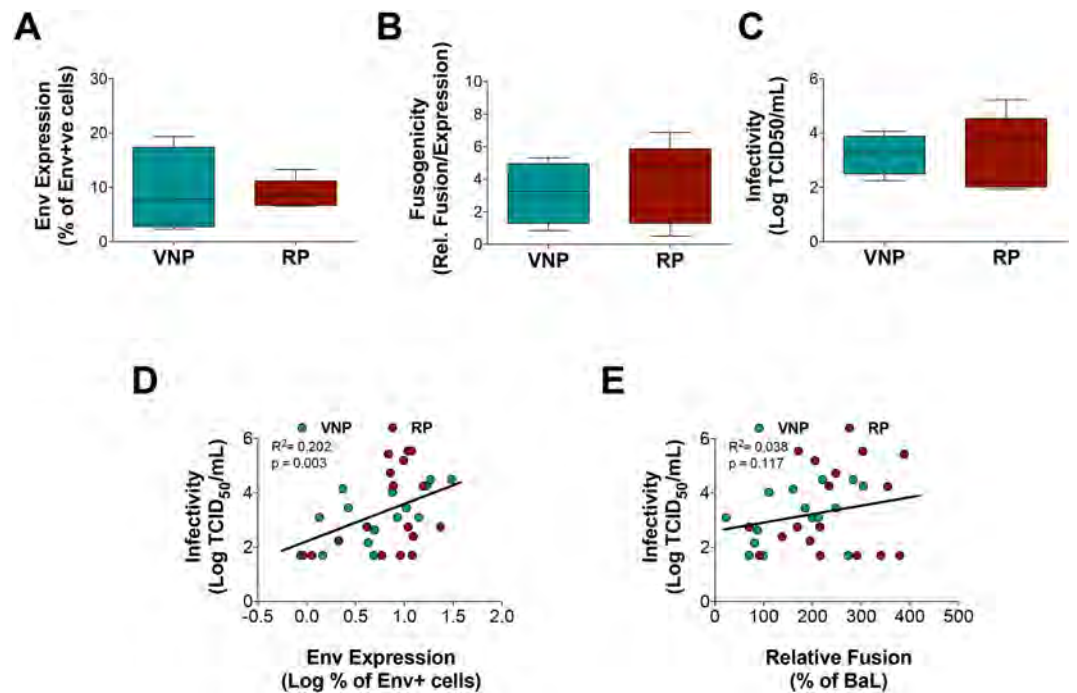 A
Env Expression
(% of Env+ve cells)
30
20
10
0
VNP
RP
B
Fusogenicity
(Rel. Fusion/Expression)
10
8
6
4
2
0
VNP
RP
C
Infectivity
(Log TCID50/mL)
6
4
2
0
VNP
RP
D
Infectivity
(Log TCID50/mL)
VNP RP
R2= 0.202
p = 0.003
6
4
2
0
-0.5 0.0 0.5 1.0 1.5 2.0
Env Expression
(Log % of Env+ cells)
E
Infectivity
(Log TCID50/mL)
VNP RP
R2= 0.038
p = 0.117
6
4
2
0
0 100 200 300 400 500
Relative Fusion
(% of BaL)